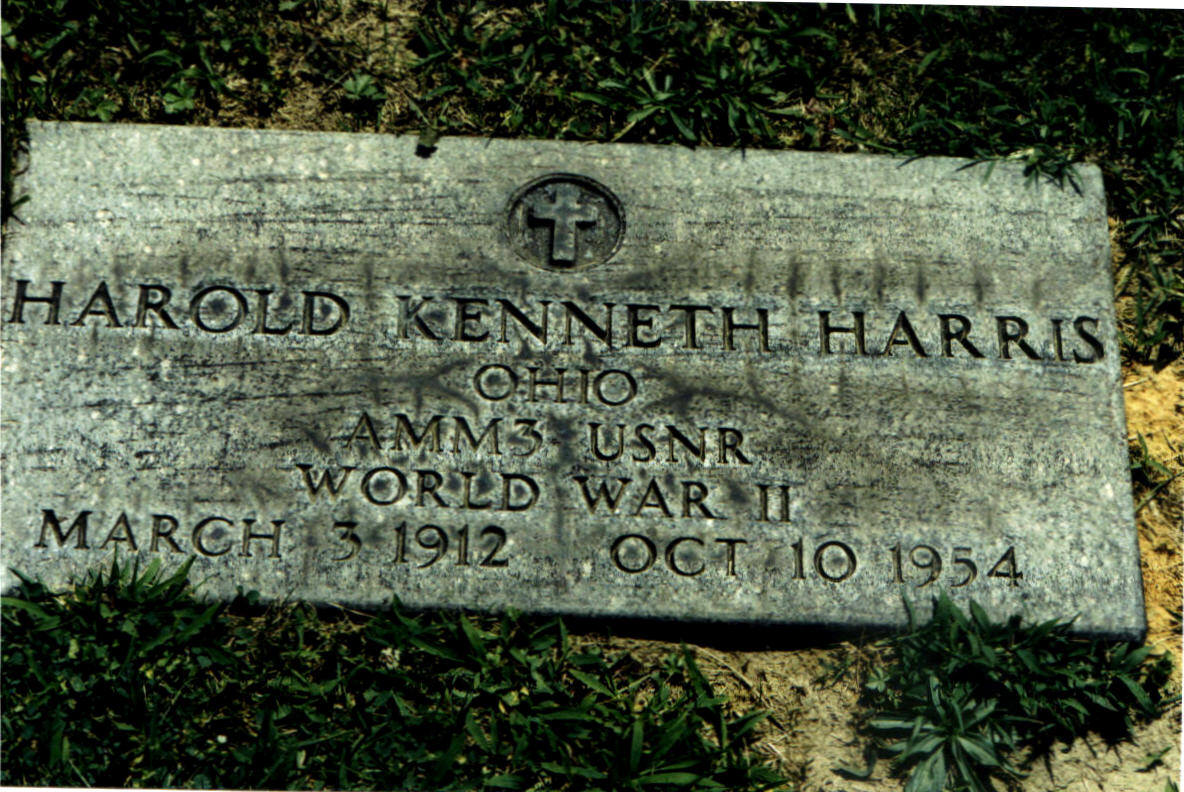 HAROLD KENNETH HARRIS
OHIO
AMM3 USNR
WORLD WAR II
MARCH 3 1912 OCT 10 1954